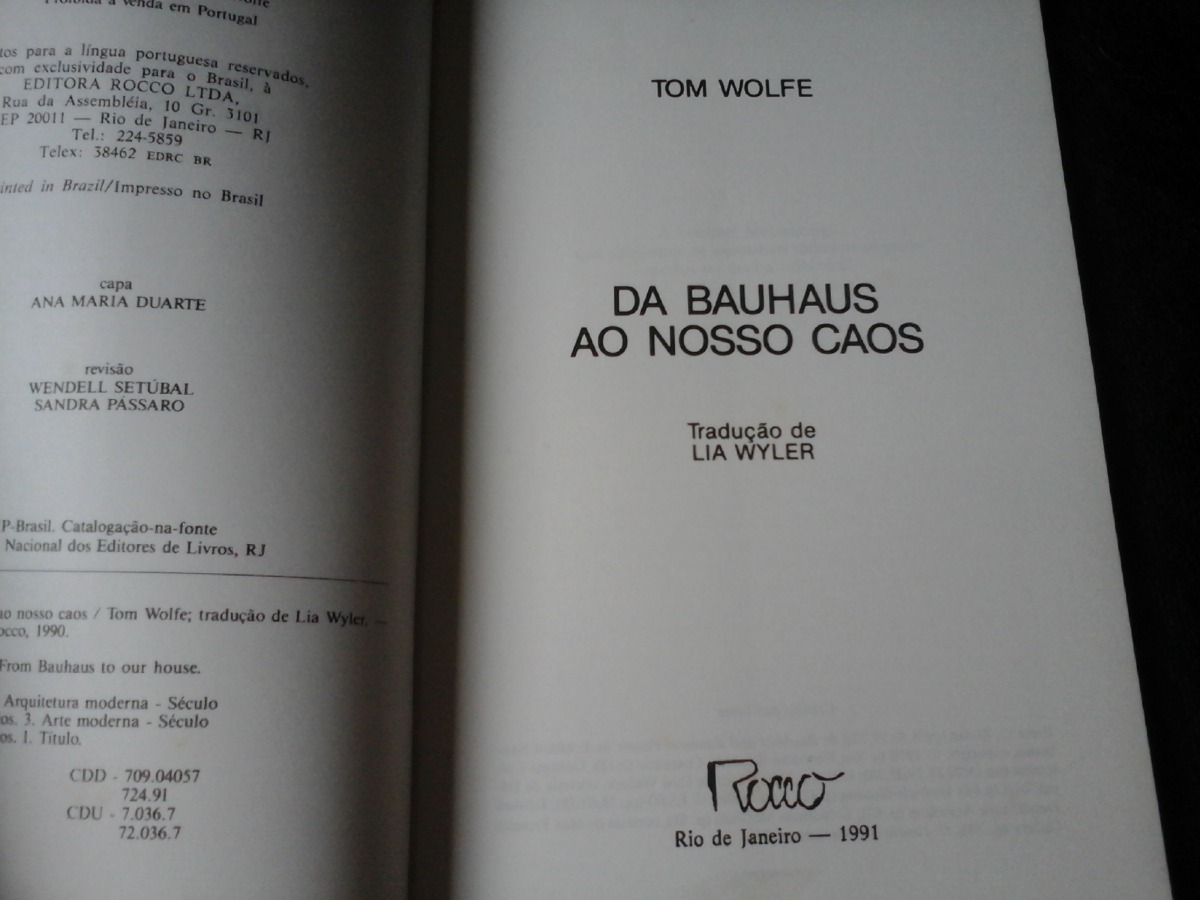 Proibida a venda em Portugal
para a língua portuguesa reservados,
com exclusividade para o Brasil, à
EDITORA ROCCO LTDA.
Rua da Assembléia, 10 Gr. 3101
EP 20011 — Rio de Janeiro — RJ
Tel.: 224-5859
Telex: 38462 EDRC BR
inted in Brazil/Impresso no Brasil
capa
ANA MARIA DUARTE
revisão
WENDELL SETÚBAL
SANDRA PÁSSARO
P-Brasil. Catalogação-na-fonte
Nacional dos Editores de Livros, RJ
ao nosso caos / Tom Wolfe; tradução de Lia Wyler. —
occo, 1990.
From Bauhaus to our house.
Arquitetura moderna - Século
os. 3. Arte moderna - Século
os. I. Título.
CDD - 709.04057
724.91
CDU - 7.036.7
72.036.7
TOM WOLFE
DA BAUHAUS
AO NOSSO CAOS
Tradução de
LIA WYLER
Rocco
Rio de Janeiro — 1991